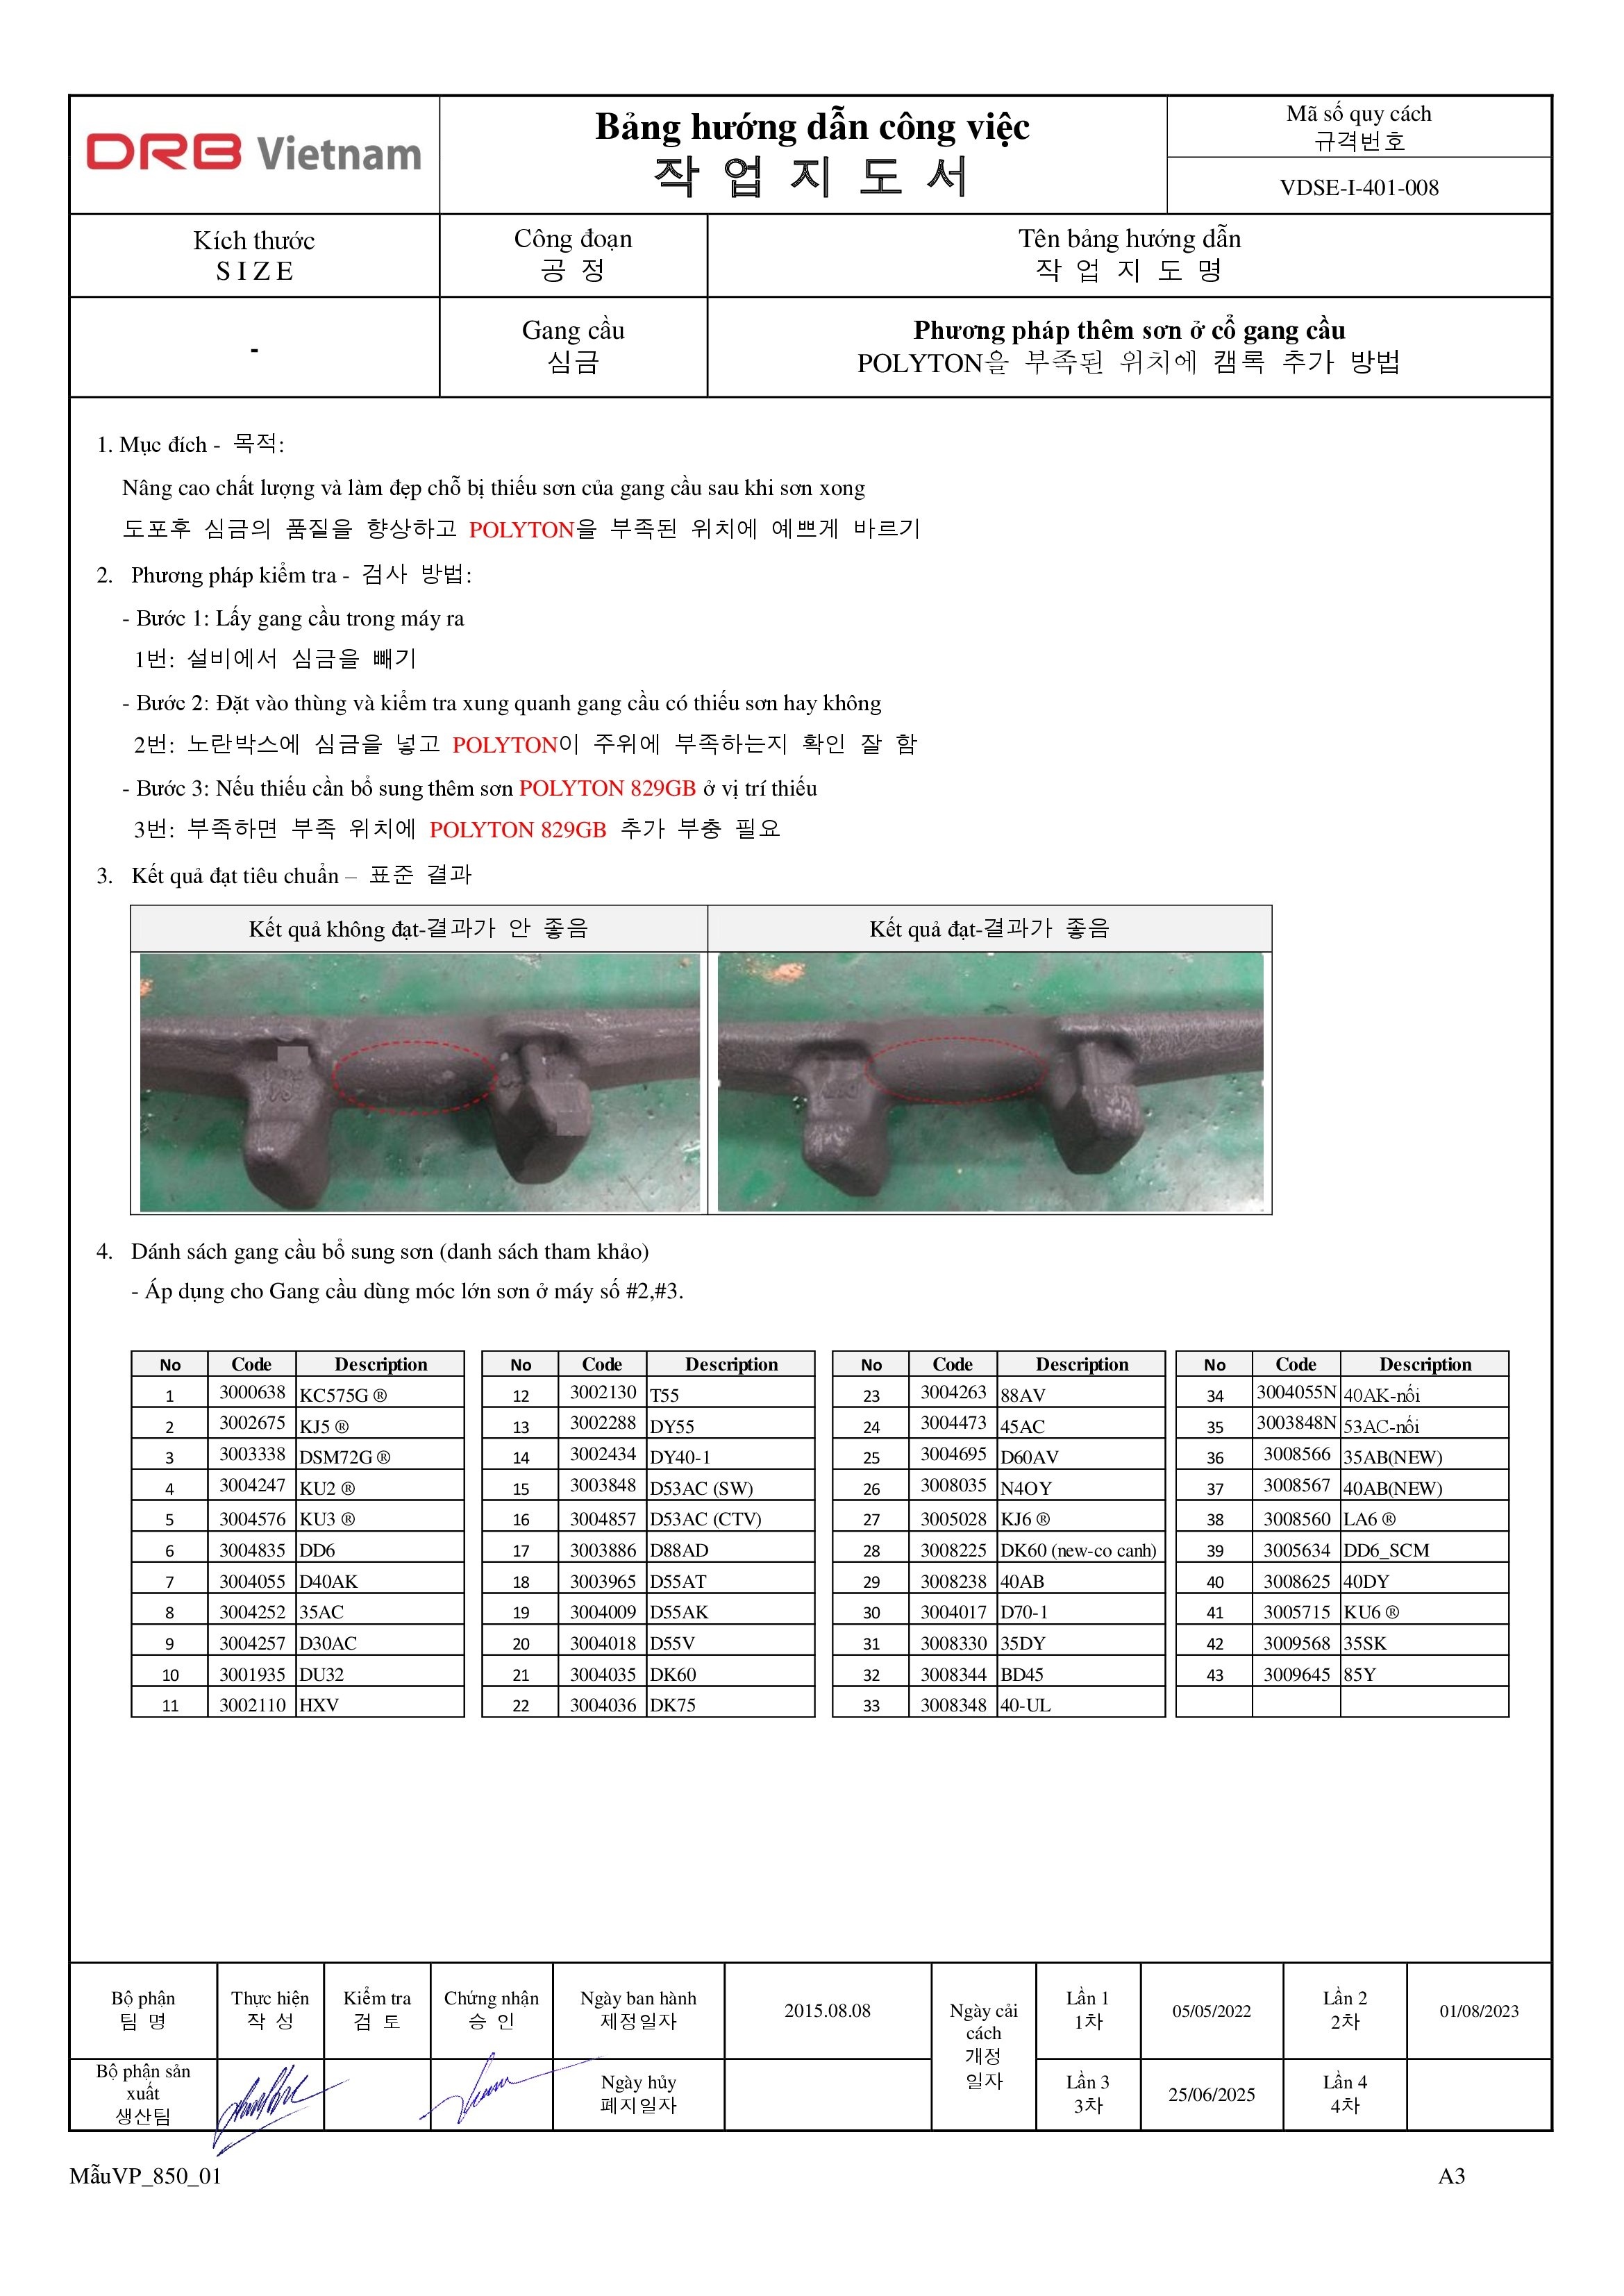 DRB Vietnam
Bảng hướng dẫn công việc
작 업 지 도 서
Mã số quy cách
규격번호
VDSE-I-401-008
Kích thước
SIZE
Công đoạn
공 정
Tên bảng hướng dẫn
작 업 지 도 명
-
Gang cầu
심금
Phương pháp thêm sơn ở cổ gang cầu
POLYTON을 부족된 위치에 캠록 추가 방법
1. Mục đích - 목적:
Nâng cao chất lượng và làm đẹp chỗ bị thiếu sơn của gang cầu sau khi sơn xong
도포후 심금의 품질을 향상하고 POLYTON을 부족된 위치에 예쁘게 바르기
2. Phương pháp kiểm tra - 검사 방법:
- Bước 1: Lấy gang cầu trong máy ra
1번: 설비에서 심금을 빼기
- Bước 2: Đặt vào thùng và kiểm tra xung quanh gang cầu có thiếu sơn hay không
2번: 노란박스에 심금을 넣고 POLYTON이 주위에 부족하는지 확인 잘 함
- Bước 3: Nếu thiếu cần bổ sung thêm sơn POLYTON 829GB ở vị trí thiếu
3번: 부족하면 부족 위치에 POLYTON 829GB 추가 부충 필요
3. Kết quả đạt tiêu chuẩn – 표준 결과
Kết quả không đạt-결과가 안 좋음
Kết quả đạt-결과가 좋음
4. Dánh sách gang cầu bổ sung sơn (danh sách tham khảo)
- Áp dụng cho Gang cầu dùng móc lớn sơn ở máy số #2,#3.
No Code Description
1 3000638 KC575G ®
2 3002675 KJ5 ®
3 3003338 DSM72G ®
4 3004247 KU2 ®
5 3004576 KU3 ®
6 3004835 DD6
7 3004055 D40AK
8 3004252 35AC
9 3004257 D30AC
10 3001935 DU32
11 3002110 HXV
No Code Description
12 3002130 T55
13 3002288 DY55
14 3002434 DY40-1
15 3003848 D53AC (SW)
16 3004857 D53AC (CTV)
17 3003886 D88AD
18 3003965 D55AT
19 3004009 D55AK
20 3004018 D55V
21 3004035 DK60
22 3004036 DK75
No Code Description
23 3004263 88AV
24 3004473 45AC
25 3004695 D60AV
26 3008035 N4OY
27 3005028 KJ6 ®
28 3008225 DK60 (new-co canh)
29 3008238 40AB
30 3004017 D70-1
31 3008330 35DY
32 3008344 BD45
33 3008348 40-UL
No Code Description
34 3004055N 40AK-nối
35 3003848N 53AC-nối
36 3008566 35AB(NEW)
37 3008567 40AB(NEW)
38 3008560 LA6 ®
39 3005634 DD6_SCM
40 3008625 40DY
41 3005715 KU6 ®
42 3009568 35SK
43 3009645 85Y
Bộ phận
팀 명
Thực hiện
작 성
Kiểm tra
검 토
Chứng nhận
승 인
Ngày ban hành
제정일자
2015.08.08
Ngày cải
cách
개정
일자
Lần 1
1차
05/05/2022
Lần 2
2차
01/08/2023
Bộ phận sản
xuất
생산팀
Ngày hủy
폐지일자
Lần 3
3차
25/06/2025
Lần 4
4차
MẫuVP_850_01
A3